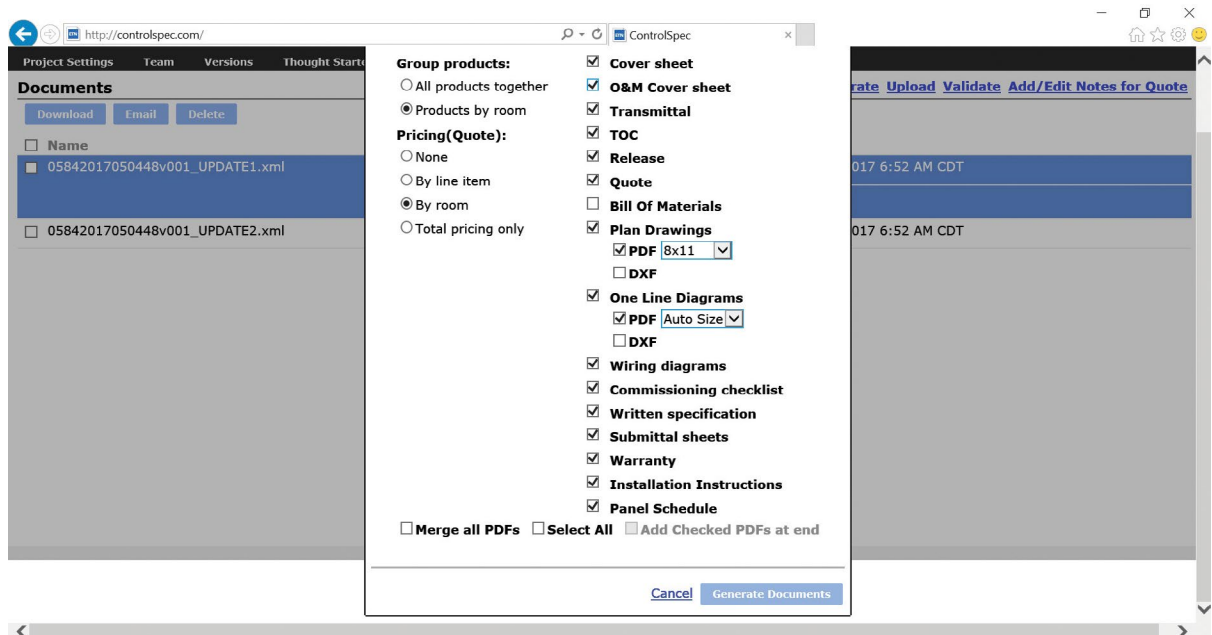 http://controlspec.com/
ControlSpec
Project Settings Team Versions Thought Starte
Documents
rate Upload Validate Add/Edit Notes for Quote
Download Email Delete
Name
05842017050448v001_UPDATE1.xml
017 6:52 AM CDT
05842017050448v001_UPDATE2.xml
017 6:52 AM CDT
Group products:
All products together
Products by room
Pricing(Quote):
None
By line item
By room
Total pricing only
Cover sheet
O&M Cover sheet
Transmittal
TOC
Release
Quote
Bill Of Materials
Plan Drawings
PDF 8x11
DXF
One Line Diagrams
PDF Auto Size
DXF
Wiring diagrams
Commissioning checklist
Written specification
Submittal sheets
Warranty
Installation Instructions
Panel Schedule
Merge all PDFs Select All Add Checked PDFs at end
Cancel Generate Documents